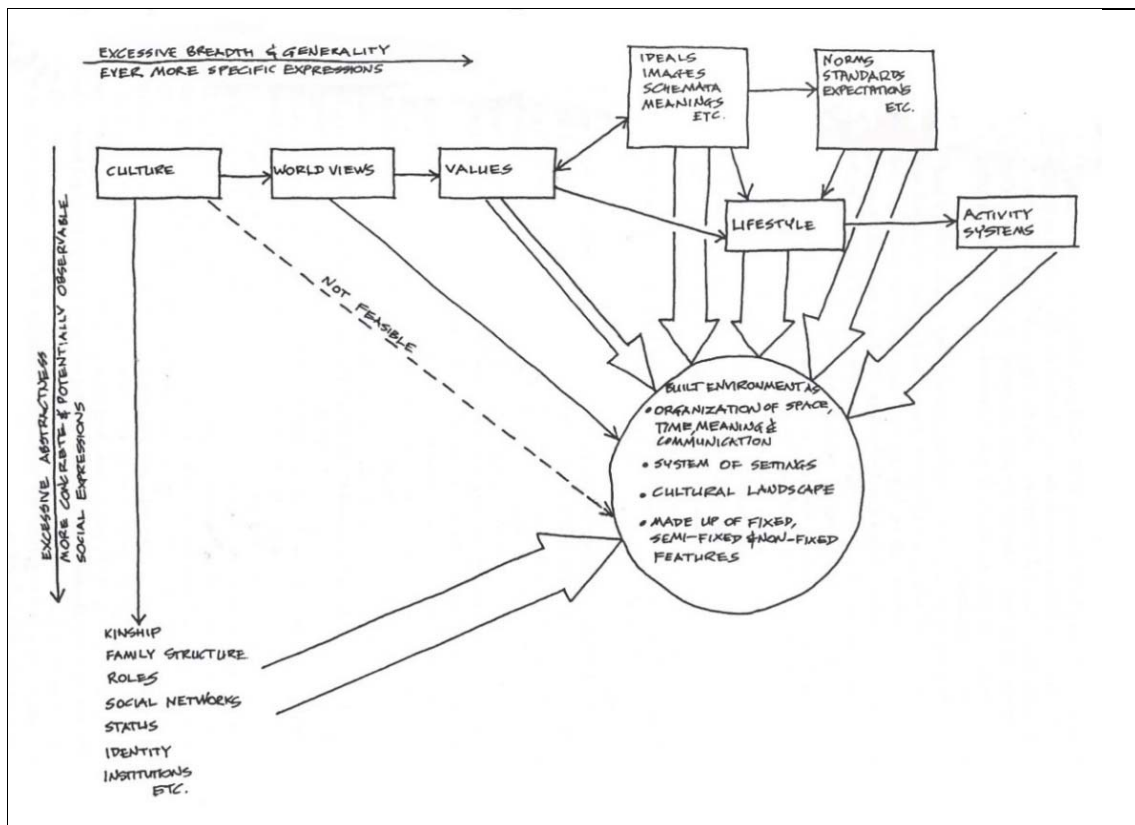 EXCESSIVE BREADTH & GENERALITY
EVER MORE SPECIFIC EXPRESSIONS
IDEALS
IMAGES
SCHEMATA
MEANINGS
ETC.
NORMS
STANDARDS
EXPECTATIONS
ETC.
CULTURE
WORLD VIEWS
VALUES
LIFESTYLE
ACTIVITY
SYSTEMS
EXCESSIVE ABSTRACTNESS
MORE CONCRETE & POTENTIALLY OBSERVABLE
SOCIAL EXPRESSIONS
NOT FEASIBLE
BUILT ENVIRONMENT AS
• ORGANIZATION OF SPACE,
TIME, MEANING &
COMMUNICATION
• SYSTEM OF SETTINGS
• CULTURAL LANDSCAPE
• MADE UP OF FIXED,
SEMI-FIXED & NON-FIXED
FEATURES
KINSHIP
FAMILY STRUCTURE
ROLES
SOCIAL NETWORKS
STATUS
IDENTITY
INSTITUTIONS
ETC.